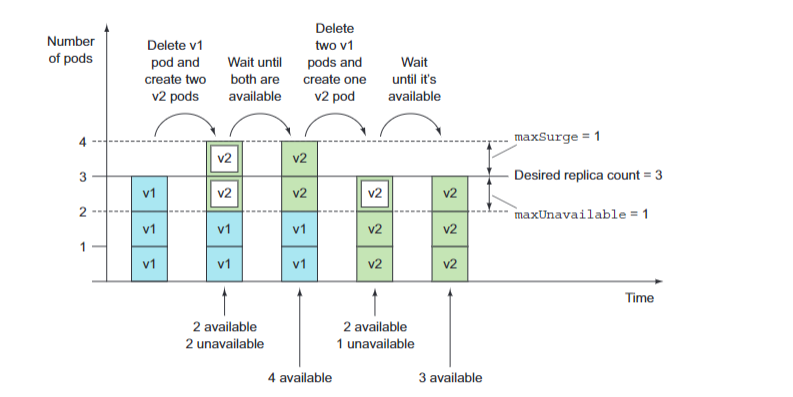 Number
of pods
Delete v1
pod and
create two
v2 pods
Wait until
both are
available
Delete
two v1
pods and
create one
v2 pod
Wait
until it's
available
4
3
2
1
v1
v1
v1
v2
v2
v1
v1
v2
v2
v1
v1
v2
v2
v2
v2
v2
v2
maxSurge = 1
Desired replica count = 3
maxUnavailable = 1
Time
2 available
2 unavailable
4 available
2 available
1 unavailable
3 available